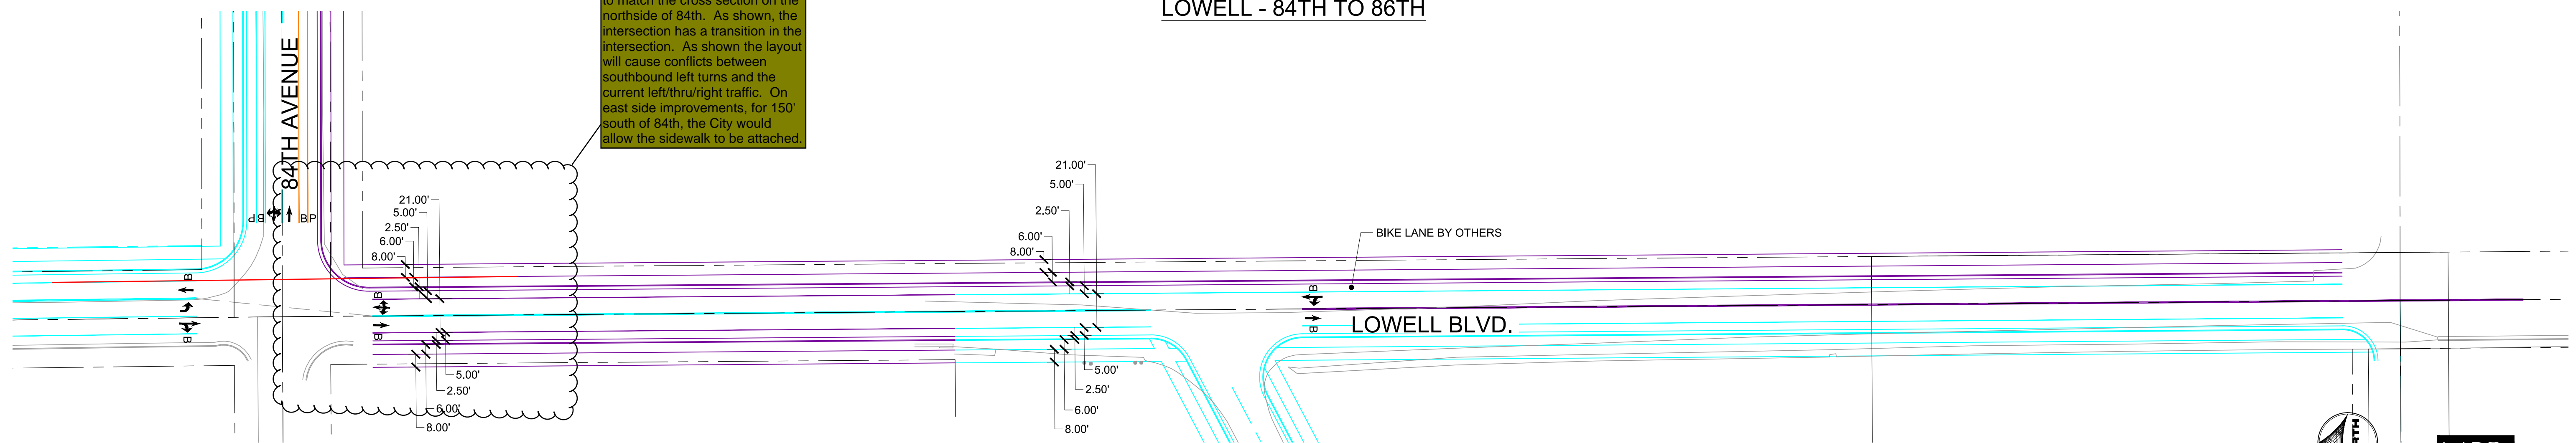 LOWELL - 84TH TO 86TH
to match the cross section on the
northside of 84th. As shown, the
intersection has a transition in the
intersection. As shown the layout
will cause conflicts between
southbound left turns and the
current left/thru/right traffic. On
east side improvements, for 150'
south of 84th, the City would
allow the sidewalk to be attached.
84TH AVENUE
BP
BP
21.00'
5.00'
2.50'
6.00'
8.00'
21.00'
5.00'
2.50'
6.00'
8.00'
BIKE LANE BY OTHERS
B
B
B
B
B
B
LOWELL BLVD.
5.00'
2.50'
6.00'
8.00'
5.00'
2.50'
6.00'
8.00'